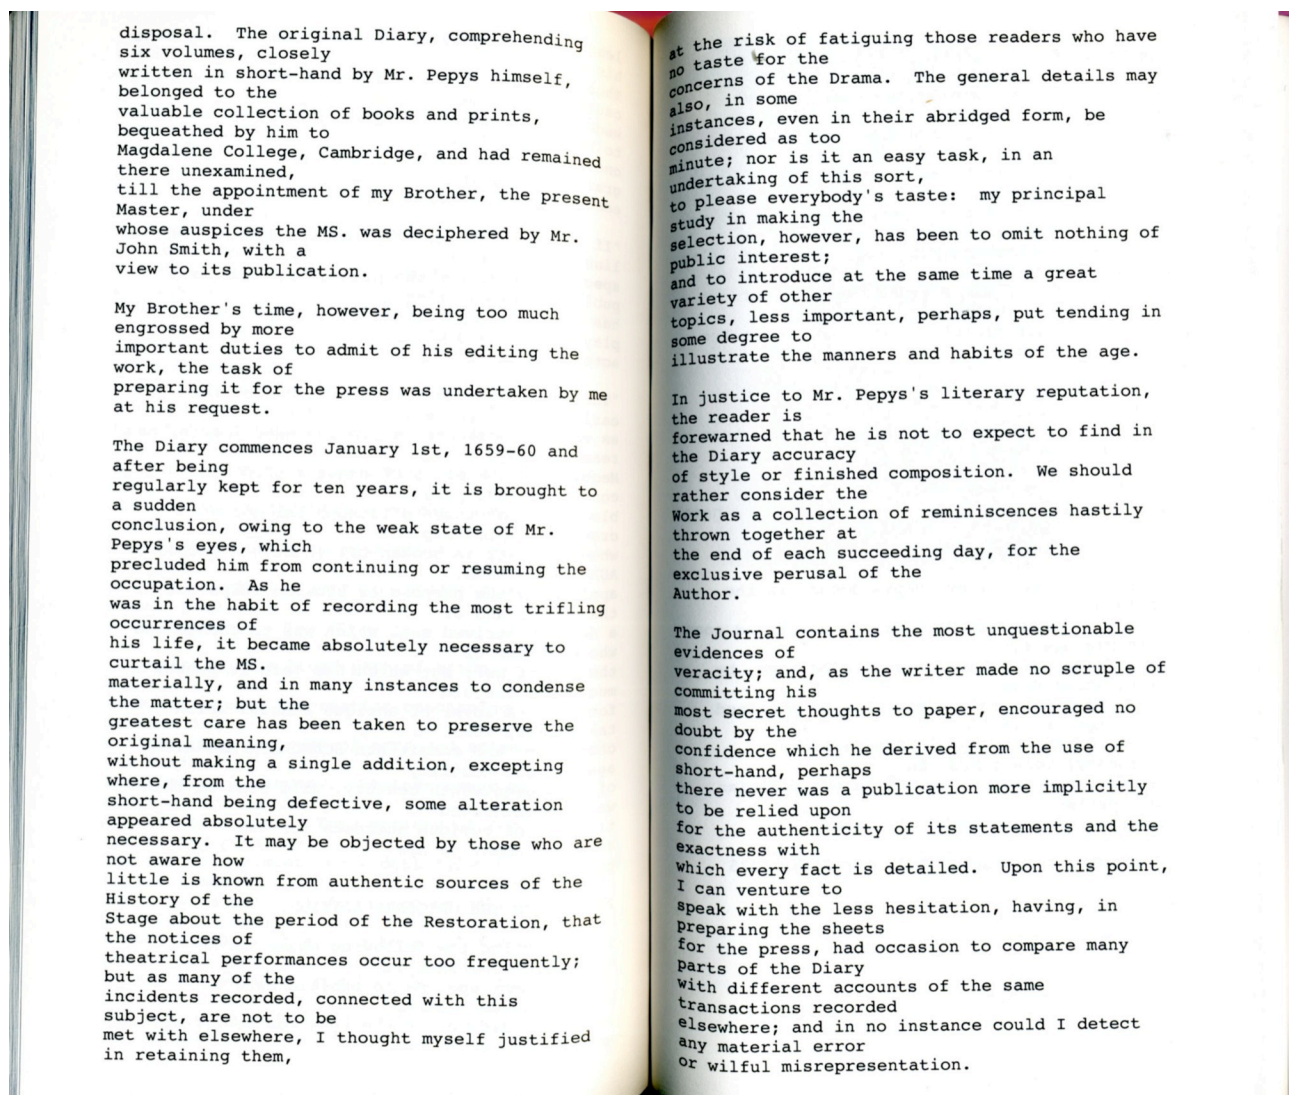 disposal.  The original Diary, comprehending
six volumes, closely
written in short-hand by Mr. Pepys himself,
belonged to the
valuable collection of books and prints,
bequeathed by him to
Magdalene College, Cambridge, and had remained
there unexamined,
till the appointment of my Brother, the present
Master, under
whose auspices the MS. was deciphered by Mr.
John Smith, with a
view to its publication.

My Brother's time, however, being too much
engrossed by more
important duties to admit of his editing the
work, the task of
preparing it for the press was undertaken by me
at his request.

The Diary commences January 1st, 1659-60 and
after being
regularly kept for ten years, it is brought to
a sudden
conclusion, owing to the weak state of Mr.
Pepys's eyes, which
precluded him from continuing or resuming the
occupation.  As he
was in the habit of recording the most trifling
occurrences of
his life, it became absolutely necessary to
curtail the MS.
materially, and in many instances to condense
the matter; but the
greatest care has been taken to preserve the
original meaning,
without making a single addition, excepting
where, from the
short-hand being defective, some alteration
appeared absolutely
necessary.  It may be objected by those who are
not aware how
little is known from authentic sources of the
History of the
Stage about the period of the Restoration, that
the notices of
theatrical performances occur too frequently;
but as many of the
incidents recorded, connected with this
subject, are not to be
met with elsewhere, I thought myself justified
in retaining them,
at the risk of fatiguing those readers who have
no taste for the
concerns of the Drama.  The general details may
also, in some
instances, even in their abridged form, be
considered as too
minute; nor is it an easy task, in an
undertaking of this sort,
to please everybody's taste:  my principal
study in making the
selection, however, has been to omit nothing of
public interest;
and to introduce at the same time a great
variety of other
topics, less important, perhaps, put tending in
some degree to
illustrate the manners and habits of the age.

In justice to Mr. Pepys's literary reputation,
the reader is
forewarned that he is not to expect to find in
the Diary accuracy
of style or finished composition.  We should
rather consider the
Work as a collection of reminiscences hastily
thrown together at
the end of each succeeding day, for the
exclusive perusal of the
Author.

The Journal contains the most unquestionable
evidences of
veracity; and, as the writer made no scruple of
committing his
most secret thoughts to paper, encouraged no
doubt by the
confidence which he derived from the use of
short-hand, perhaps
there never was a publication more implicitly
to be relied upon
for the authenticity of its statements and the
exactness with
which every fact is detailed.  Upon this point,
I can venture to
speak with the less hesitation, having, in
preparing the sheets
for the press, had occasion to compare many
parts of the Diary
with different accounts of the same
transactions recorded
elsewhere; and in no instance could I detect
any material error
or wilful misrepresentation.